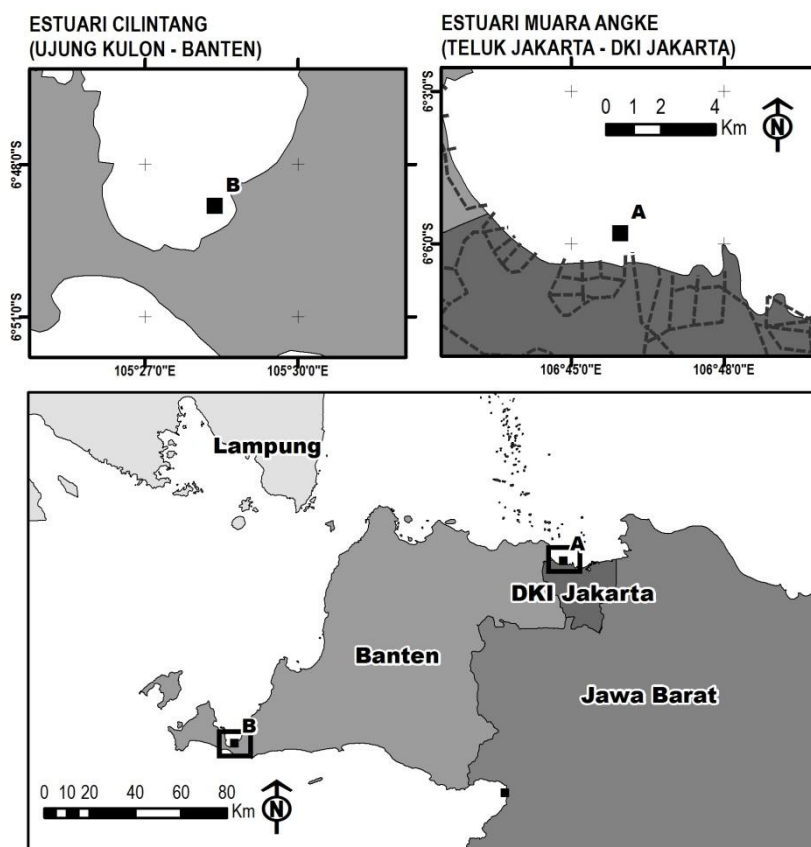 ESTUARI CILINTANG
(UJUNG KULON - BANTEN)
ESTUARI MUARA ANGKE
(TELUK JAKARTA - DKI JAKARTA)
6°48'0"S
6°51'0"S
B
105°27'0"E
105°30'0"E
6°3'0"S
6°6'0"S
0 1 2 4
Km
N
A
106°45'0"E
106°48'0"E
Lampung
A
DKI Jakarta
Banten
Jawa Barat
B
0 10 20 40 60 80
Km
N